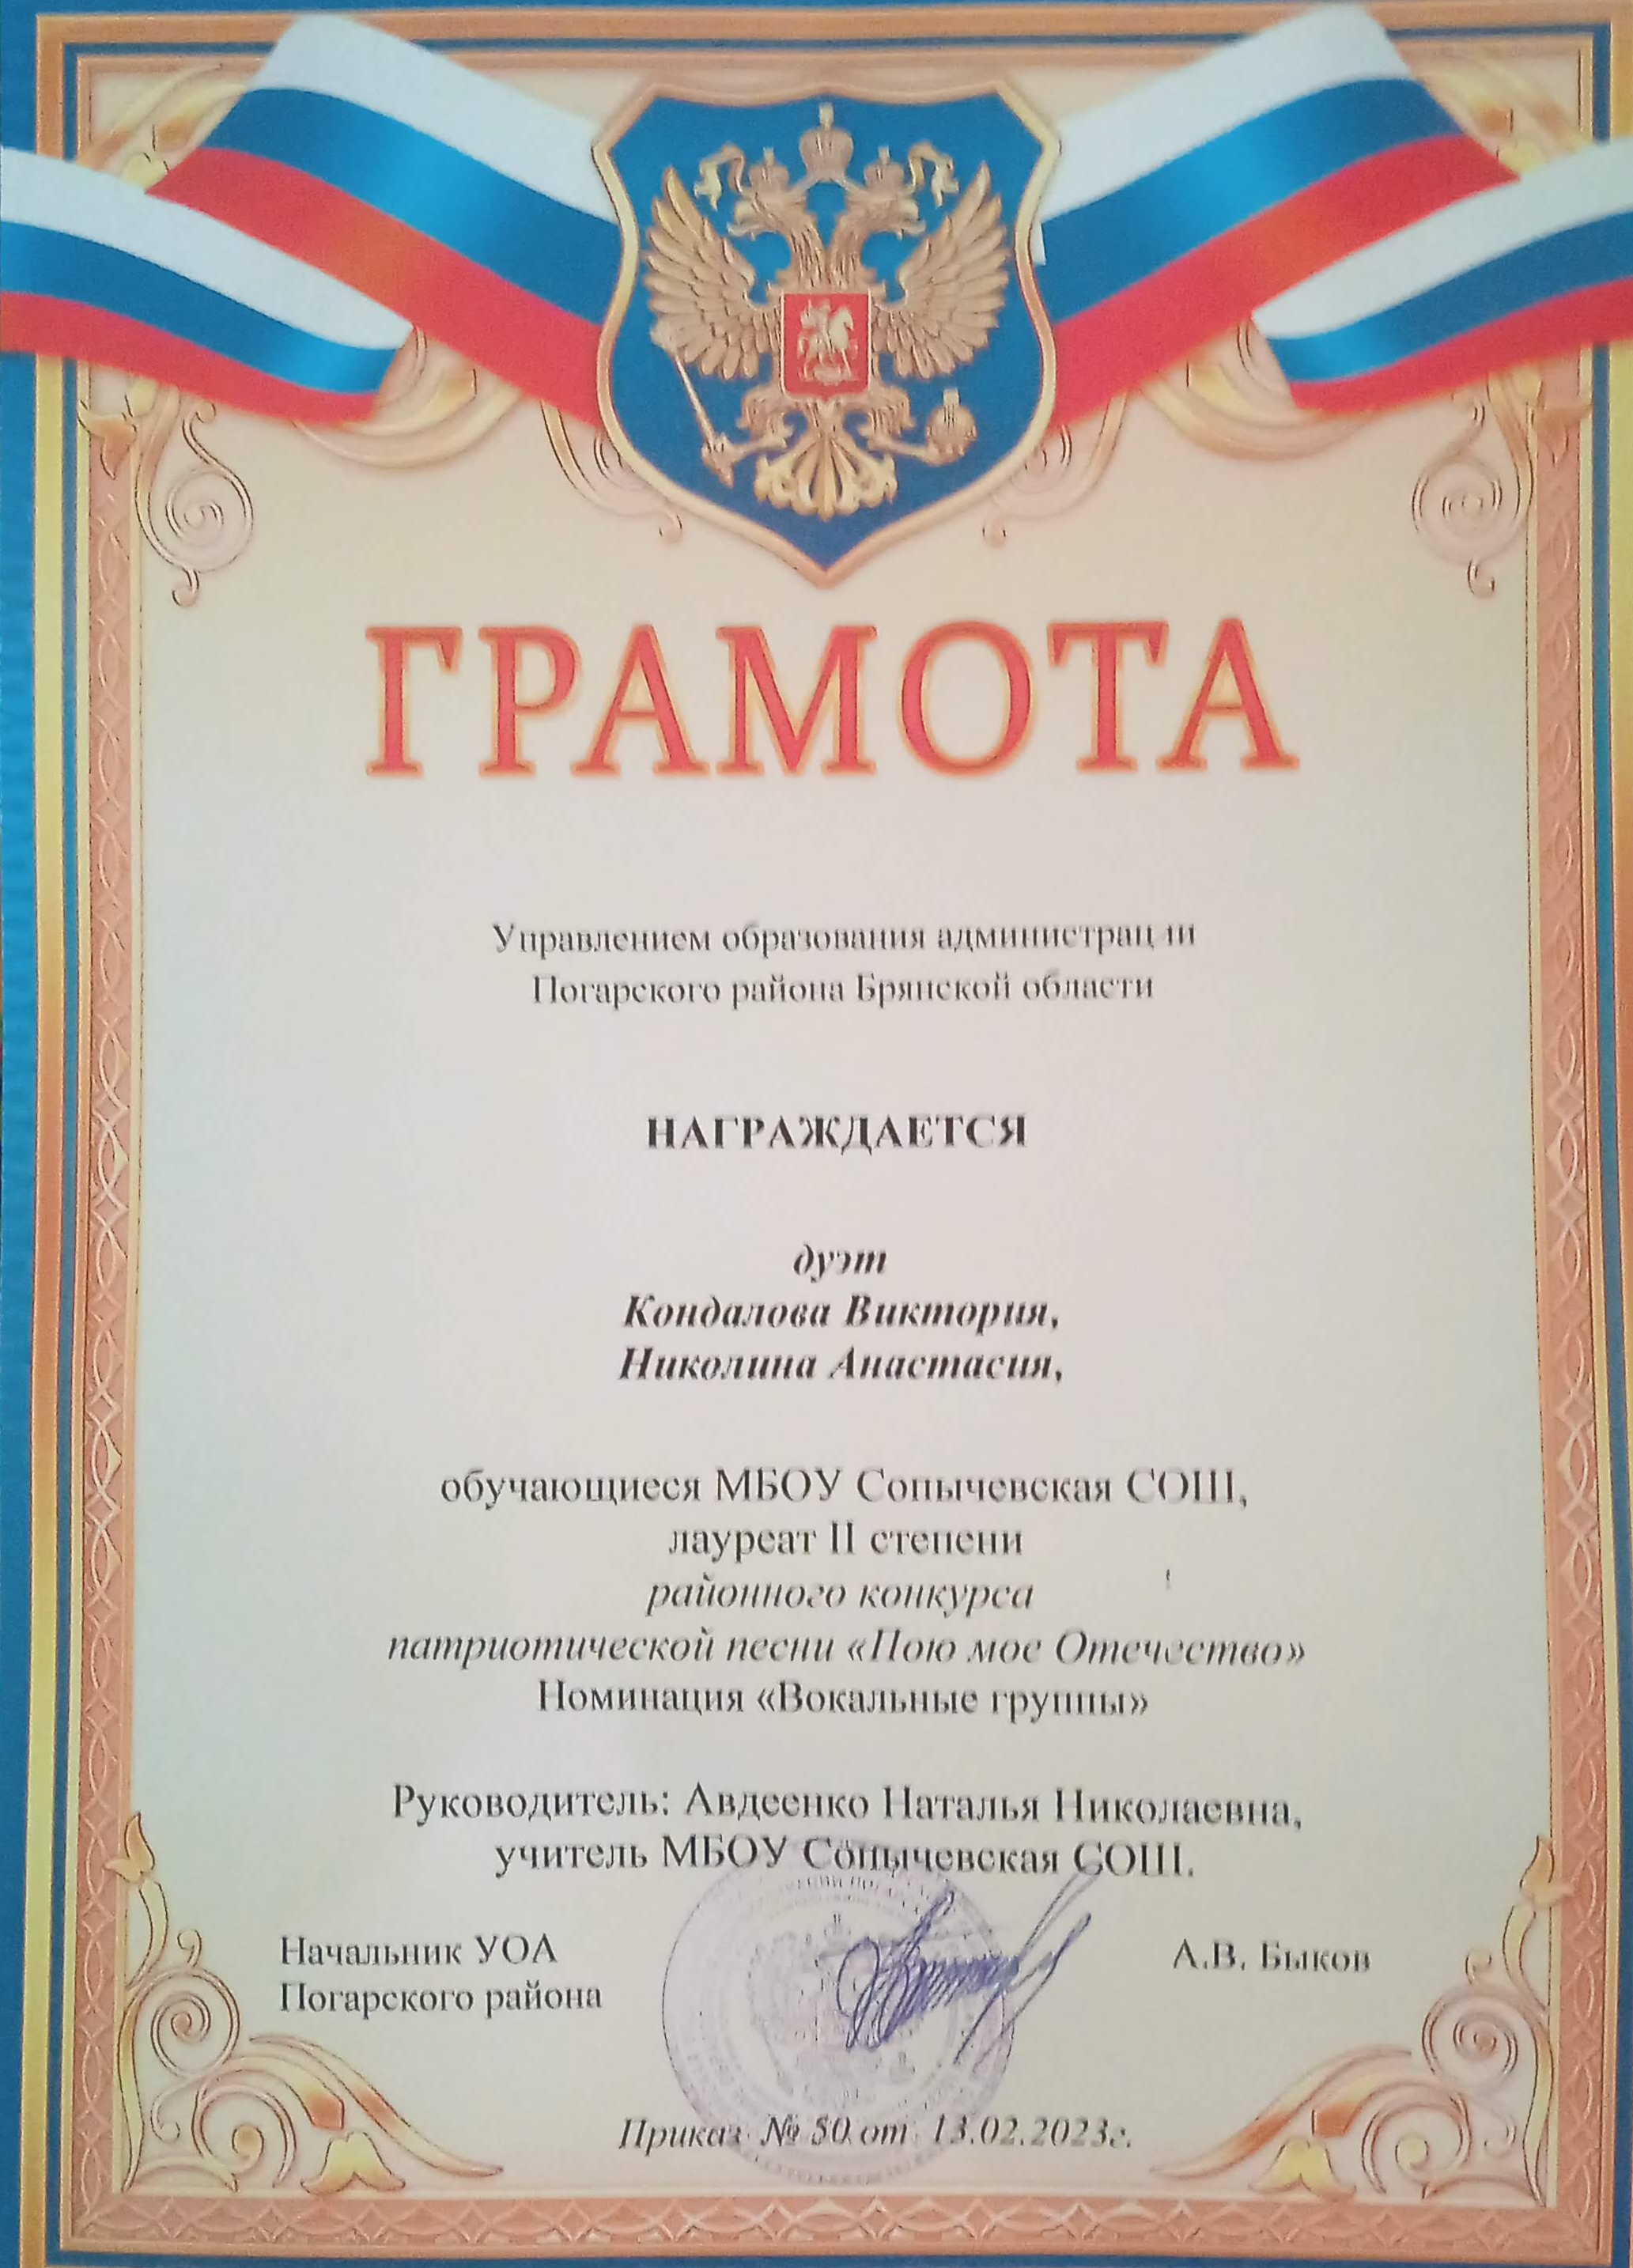 ГРАМОТА
Управлением образования администрации
Погарского района Брянской области
НАГРАЖДАЕТСЯ
дуэт
Кондалова Виктория,
Николина Анастасия,
обучающиеся МБОУ Сопычевская СОШ,
лауреат II степени
районного конкурса
патриотической песни «Пою мое Отечество»
Номинация «Вокальные группы»
Руководитель: Авдеенко Наталья Николаевна,
учитель МБОУ Сопычевская СОШ.
Начальник УОА
Погарского района
А.В. Быков
Приказ № 50 от 13.02.2023г.